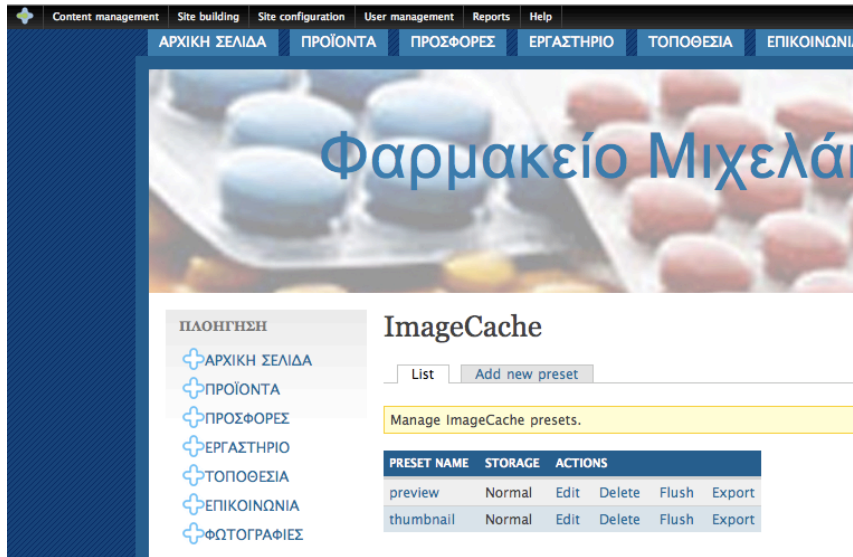 Content management Site building Site configuration User management Reports Help
ΑΡΧΙΚΗ ΣΕΛΙΔΑ ΠΡΟΪΟΝΤΑ ΠΡΟΣΦΟΡΕΣ ΕΡΓΑΣΤΗΡΙΟ ΤΟΠΟΘΕΣΙΑ ΕΠΙΚΟΙΝΩΝΙΑ
Φαρμακείο Μιχελά
ΠΛΟΗΓΗΣΗ
ΑΡΧΙΚΗ ΣΕΛΙΔΑ
ΠΡΟΪΟΝΤΑ
ΠΡΟΣΦΟΡΕΣ
ΕΡΓΑΣΤΗΡΙΟ
ΤΟΠΟΘΕΣΙΑ
ΕΠΙΚΟΙΝΩΝΙΑ
ΦΩΤΟΓΡΑΦΙΕΣ
ImageCache
List Add new preset
Manage ImageCache presets.
PRESET NAME STORAGE ACTIONS
preview Normal Edit Delete Flush Export
thumbnail Normal Edit Delete Flush Export